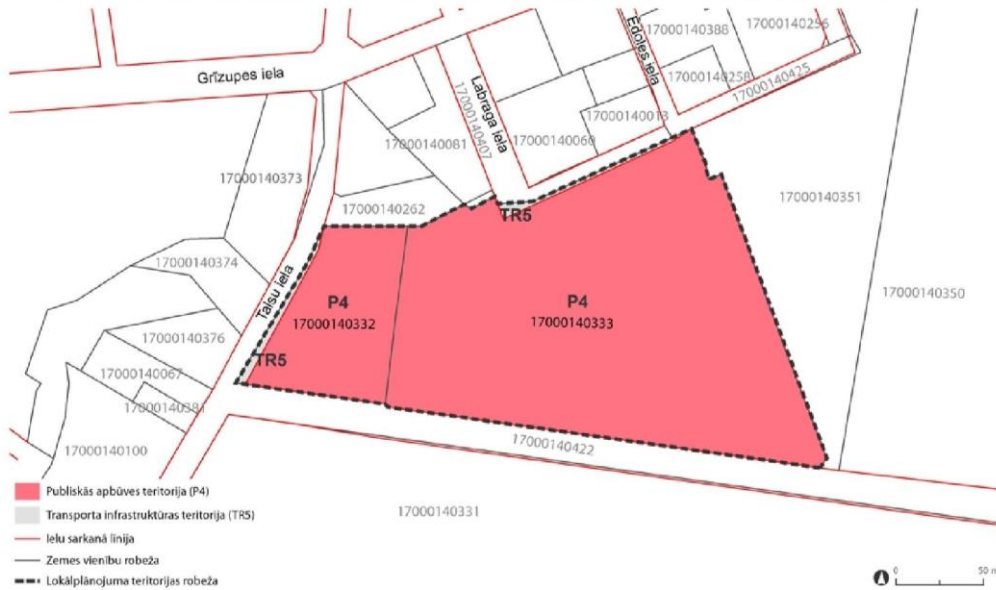 Grīzupes iela
Labraga iela
Ēdoles iela
Talsu iela
17000140388
17000140256
17000140258
17000140425
17000140013
17000140060
17000140407
17000140081
17000140373
17000140262
TR5
17000140351
17000140374
17000140350
P4
17000140332
P4
17000140333
17000140376
TR5
17000140067
17000140381
17000140100
17000140422
17000140331
Publiskās apbūves teritorija (P4)
Transporta infrastruktūras teritorija (TR5)
Ielu sarkanā līnija
Zemes vienību robeža
Lokālplānojuma teritorijas robeža
0 50 m